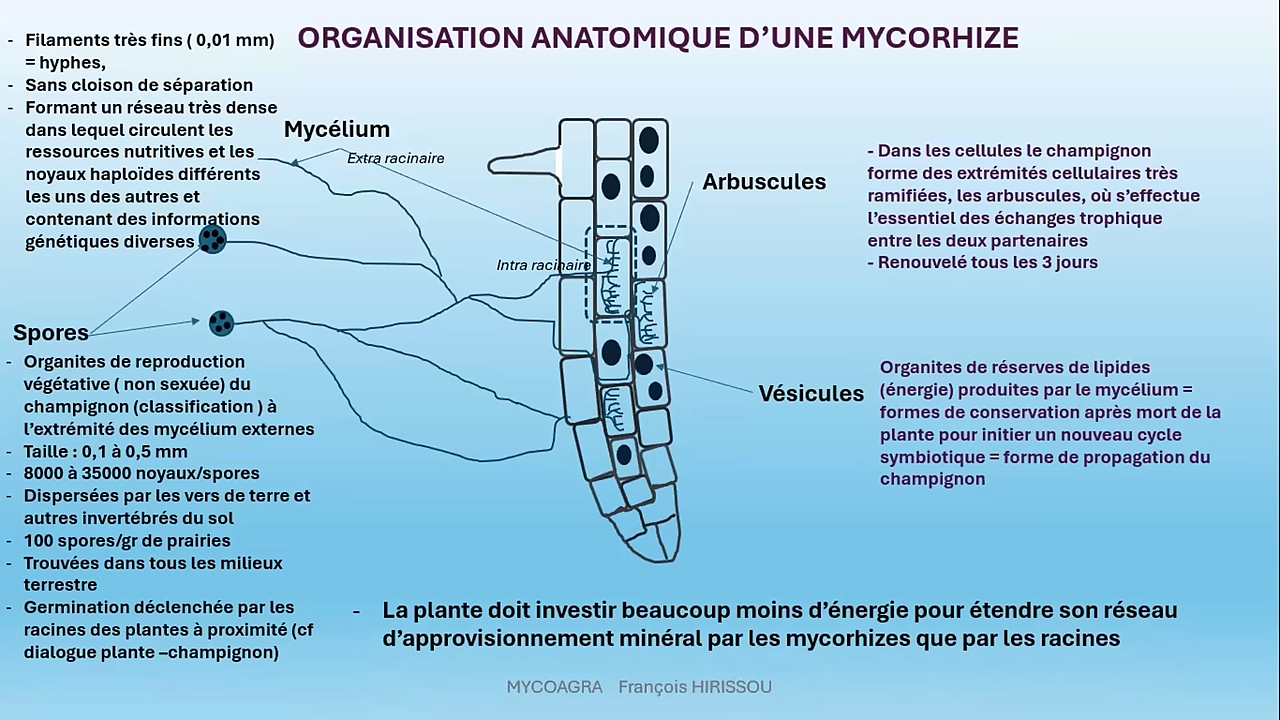 ORGANISATION ANATOMIQUE D’UNE MYCORHIZE
- Filaments très fins ( 0,01 mm)
= hyphes,
- Sans cloison de séparation
- Formant un réseau très dense
dans lequel circulent les
ressources nutritives et les
noyaux haploïdes différents
les uns des autres et
contenant des informations
génétiques diverses
Mycélium
Extra racinaire
Intra racinaire
Arbuscules
- Dans les cellules le champignon
forme des extrémités cellulaires très
ramifiées, les arbuscules, où s’effectue
l’essentiel des échanges trophique
entre les deux partenaires
- Renouvelé tous les 3 jours
Spores
- Organites de reproduction
végétative ( non sexuée) du
champignon (classification ) à
l’extrémité des mycélium externes
- Taille : 0,1 à 0,5 mm
- 8000 à 35000 noyaux/spores
- Dispersées par les vers de terre et
autres invertébrés du sol
- 100 spores/gr de prairies
- Trouvées dans tous les milieux
terrestre
- Germination déclenchée par les
racines des plantes à proximité (cf
dialogue plante –champignon)
Vésicules
Organites de réserves de lipides
(énergie) produites par le mycélium =
formes de conservation après mort de la
plante pour initier un nouveau cycle
symbiotique = forme de propagation du
champignon
- La plante doit investir beaucoup moins d’énergie pour étendre son réseau
d’approvisionnement minéral par les mycorhizes que par les racines
MYCOAGRA François HIRISSOU